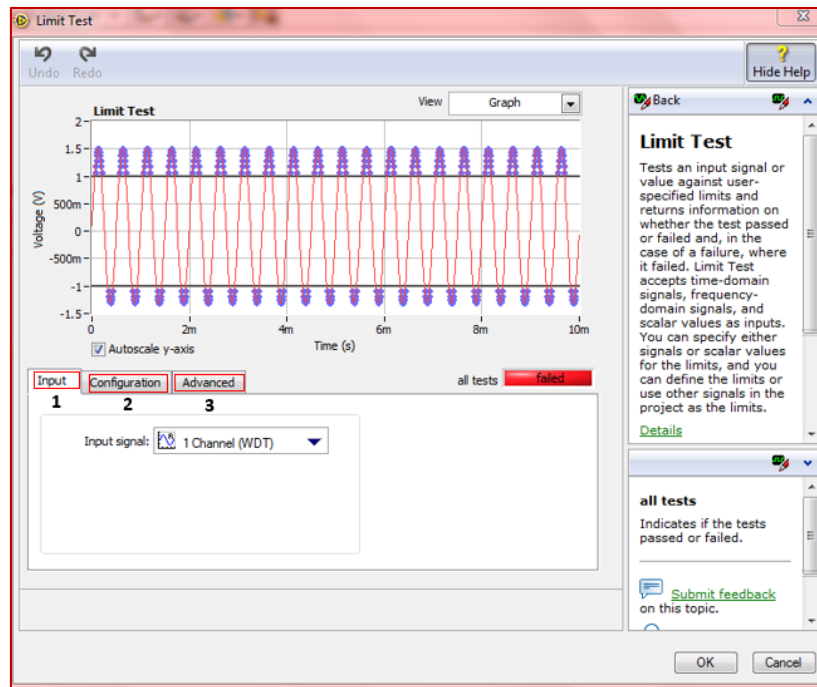 Limit Test
Undo Redo
Hide Help
View Graph
Limit Test
2
1.5
1
500m
0
-500m
-1
-1.5
Voltage (V)
0 2m 4m 6m 8m 10m
Time (s)
Autoscale y-axis
Input Configuration Advanced
1 2 3
all tests failed
Input signal: 1 Channel (WDT)
Back
Limit Test
Tests an input signal or
value against user-
specified limits and
returns information on
whether the test passed
or failed and, in the
case of a failure, where
it failed. Limit Test
accepts time-domain
signals, frequency-
domain signals, and
scalar values as inputs.
You can specify either
signals or scalar values
for the limits, and you
can define the limits or
use other signals in the
project as the limits.
Details
all tests
Indicates if the tests
passed or failed.
Submit feedback
on this topic.
OK Cancel